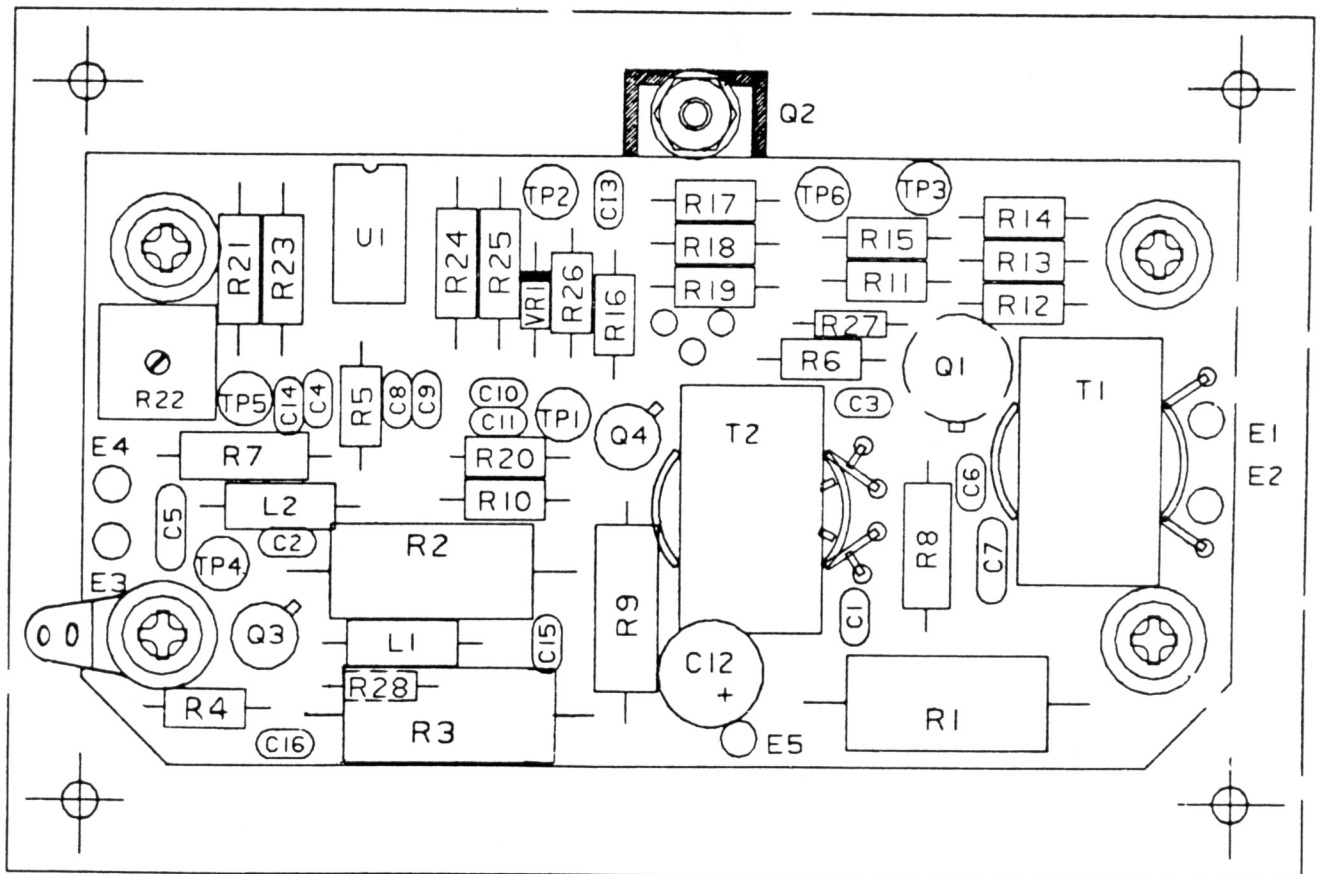 Q2
TP2
C13
R17
TP6
TP3
R14
R21
R23
U1
R24
R25
R18
R15
R13
VR1
R26
R16
R19
R11
R12
R27
R6
Q1
T1
R22
TP5
C14
C4
R5
C8
C9
C10
C11
TP1
Q4
T2
C3
E1
E4
R7
R20
E2
L2
R10
C6
C5
C2
R2
R8
C7
TP4
E3
R9
Q3
L1
C15
C1
C12
+
R28
R4
R3
R1
C16
E5